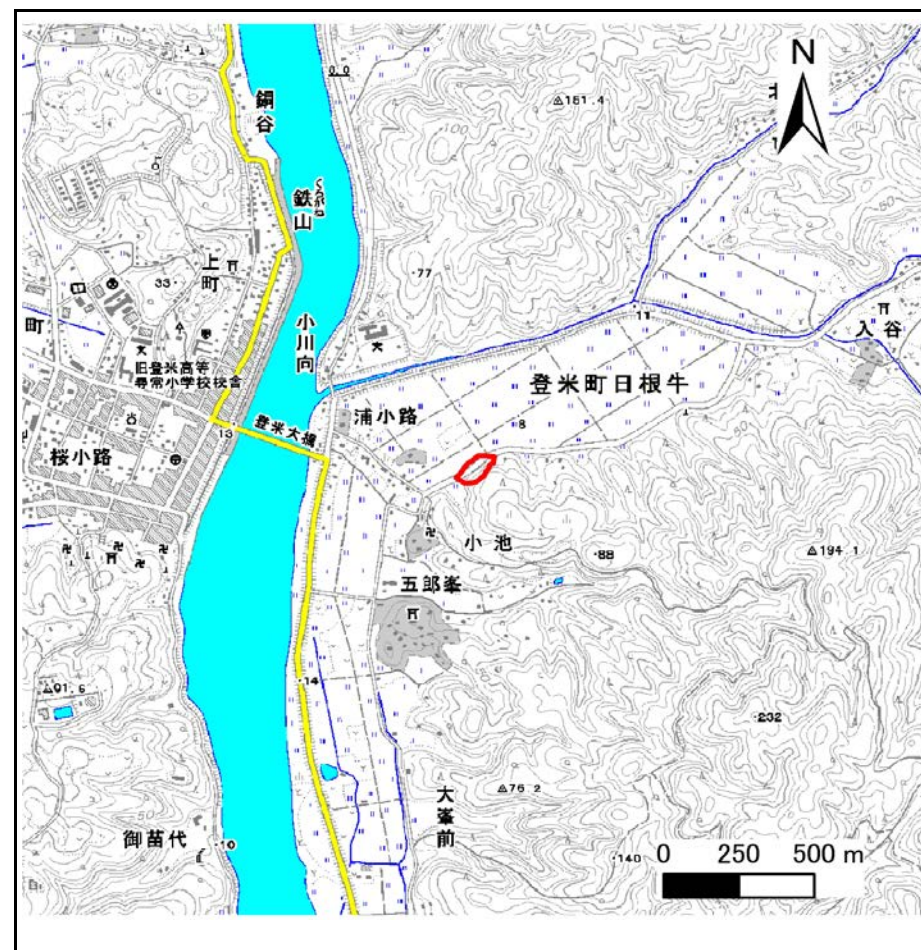 N
△151.4
銅谷
鉄山
くろがね
100
50
上町
33
・77
小川向
町
11
入谷
旧登米高等
尋常小学校校舎
登米町日根牛
浦小路
8
登米大橋
13
桜小路
小池
・88
△194.1
五郎峯
・14
△91.6
・232
△76.2
大峯前
御苗代
・10
・140
0 250 500 m